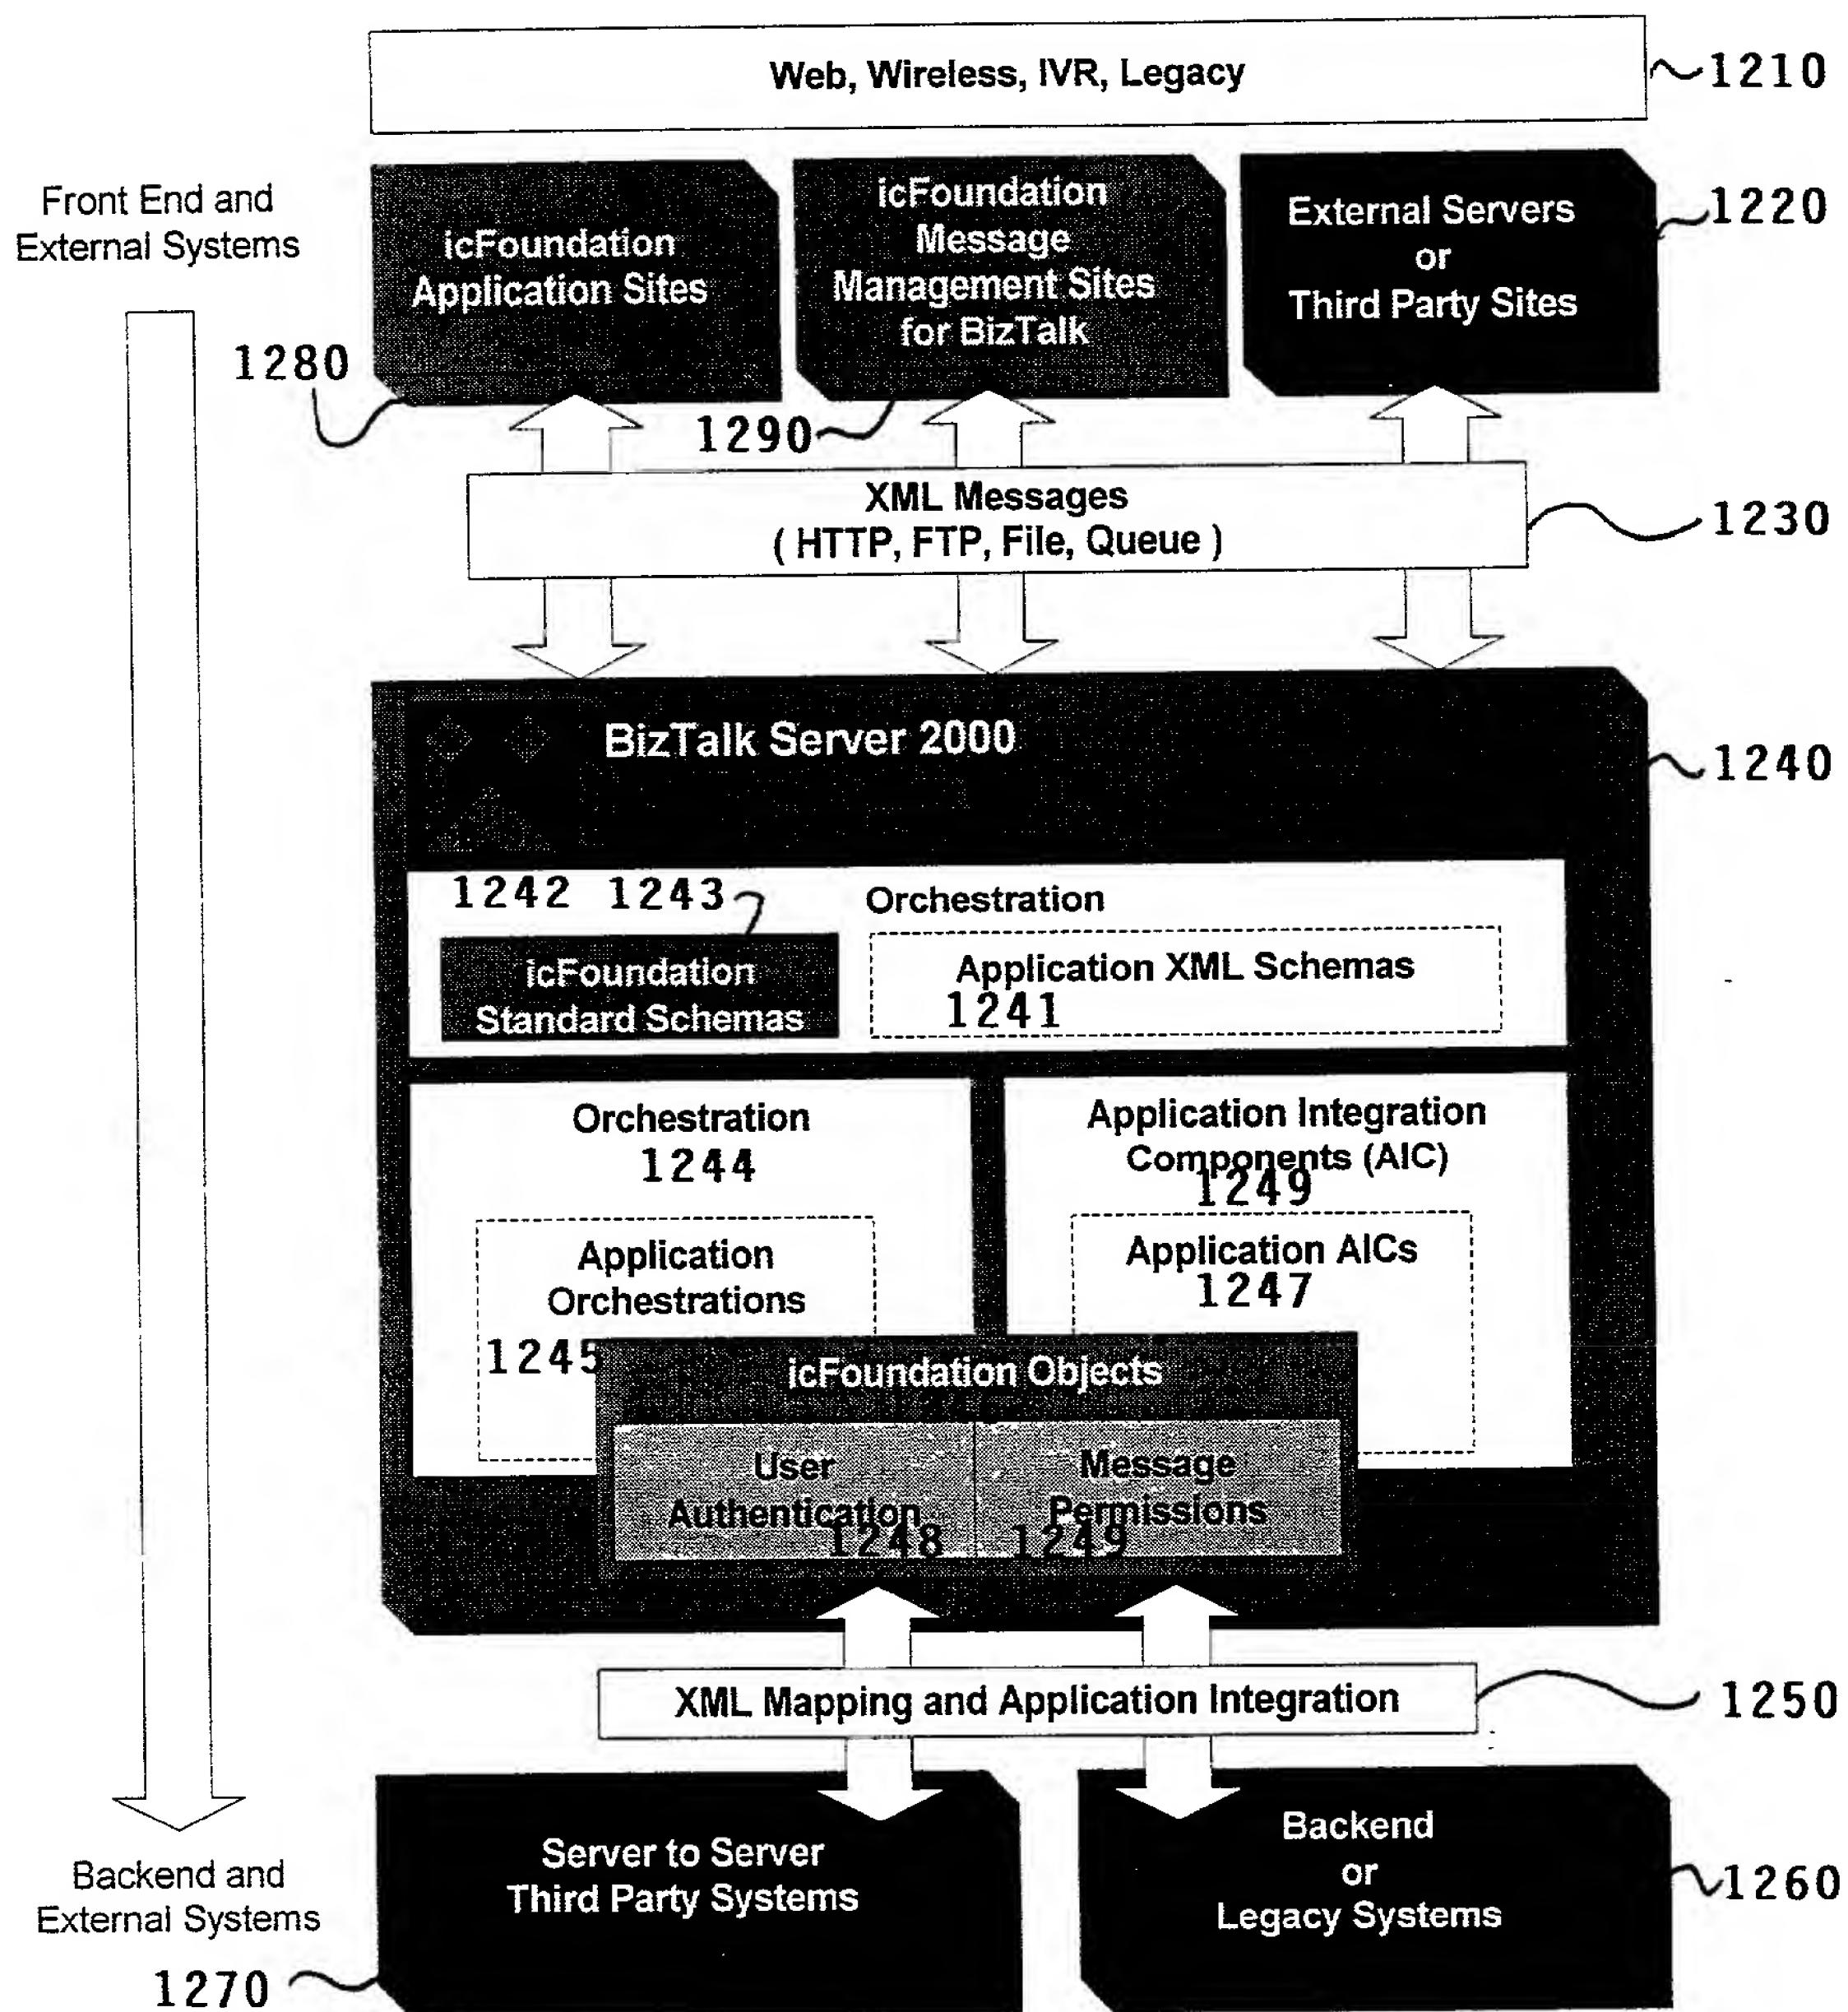 Web, Wireless, IVR, Legacy
1210
Front End and
External Systems
icFoundation
Application Sites
icFoundation
Message
Management Sites
for BizTalk
External Servers
or
Third Party Sites
1220
1280
1290
XML Messages
( HTTP, FTP, File, Queue )
1230
BizTalk Server 2000
1240
1242 1243
Orchestration
icFoundation
Standard Schemas
Application XML Schemas
1241
Orchestration
1244
Application Integration
Components (AIC)
1249
Application
Orchestrations
1245
Application AICs
1247
icFoundation Objects
User
Authentication
1248
Message
Permissions
1249
XML Mapping and Application Integration
1250
Server to Server
Third Party Systems
Backend
or
Legacy Systems
1260
Backend and
External Systems
1270